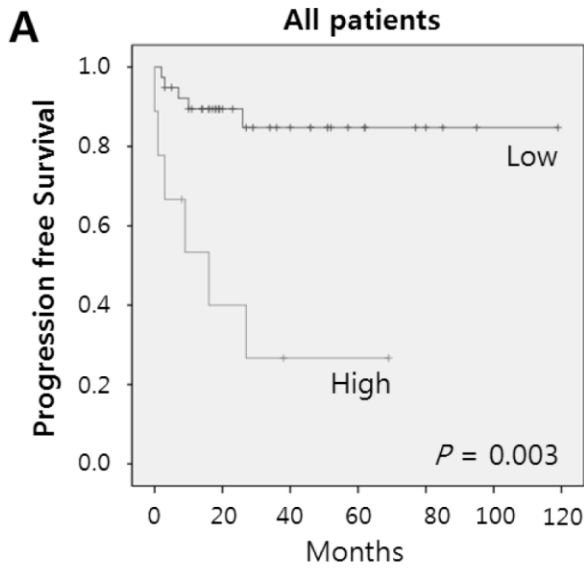 A
All patients
Progression free Survival
1.0
0.8
0.6
0.4
0.2
0.0
Low
High
P = 0.003
0 20 40 60 80 100 120
Months